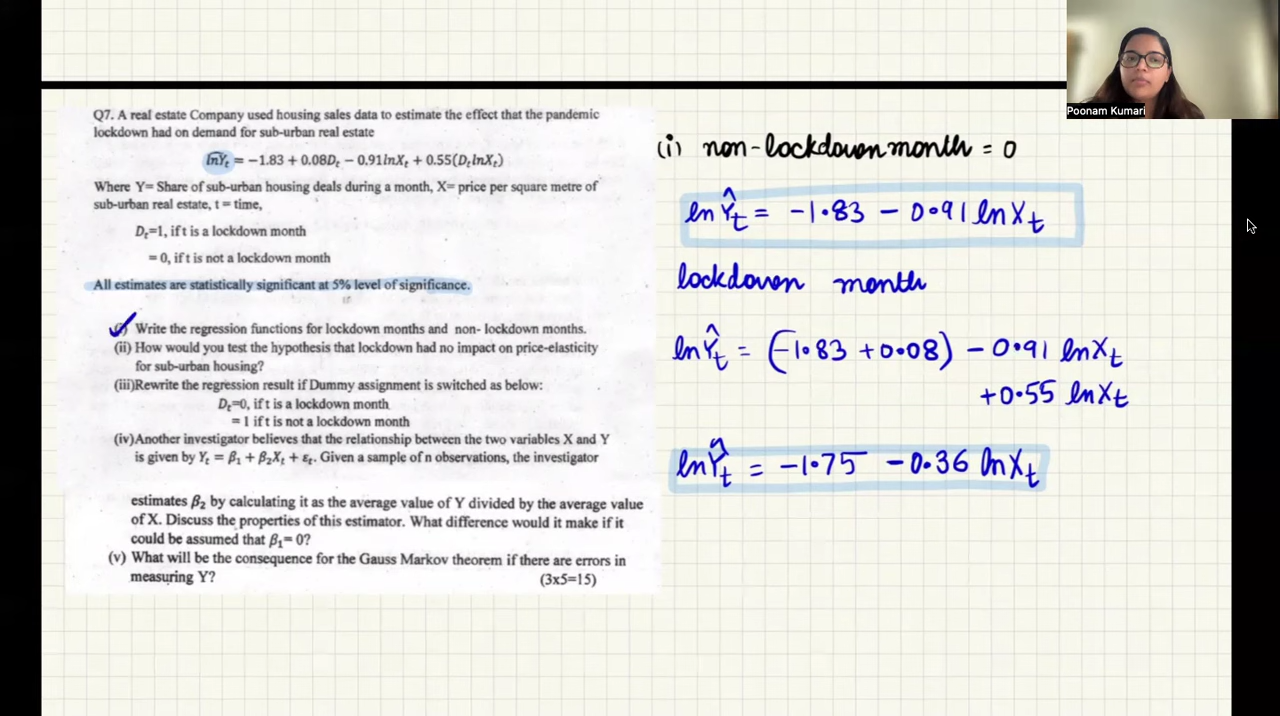 Poonam Kumari
Q7. A real estate Company used housing sales data to estimate the effect that the pandemic
lockdown had on demand for sub-urban real estate
l̂nYₜ = −1.83 + 0.08Dₜ − 0.91lnXₜ + 0.55(DₜlnXₜ)
Where Y= Share of sub-urban housing deals during a month, X= price per square metre of
sub-urban real estate, t = time,
Dₜ=1, if t is a lockdown month
= 0, if t is not a lockdown month
All estimates are statistically significant at 5% level of significance.
(i) Write the regression functions for lockdown months and non- lockdown months.
(ii) How would you test the hypothesis that lockdown had no impact on price-elasticity
for sub-urban housing?
(iii)Rewrite the regression result if Dummy assignment is switched as below:
Dₜ=0, if t is a lockdown month
= 1 if t is not a lockdown month
(iv)Another investigator believes that the relationship between the two variables X and Y
is given by Yₜ = β₁ + β₂Xₜ + εₜ. Given a sample of n observations, the investigator
estimates β₂ by calculating it as the average value of Y divided by the average value
of X. Discuss the properties of this estimator. What difference would it make if it
could be assumed that β₁= 0?
(v) What will be the consequence for the Gauss Markov theorem if there are errors in
measuring Y? (3x5=15)
(i) non-lockdown month = 0
ln Ŷₜ = −1.83 − 0.91 ln Xₜ
lockdown month
ln Ŷₜ = (−1.83 + 0.08) − 0.91 ln Xₜ
+0.55 ln Xₜ
ln Ŷₜ = −1.75 − 0.36 ln Xₜ